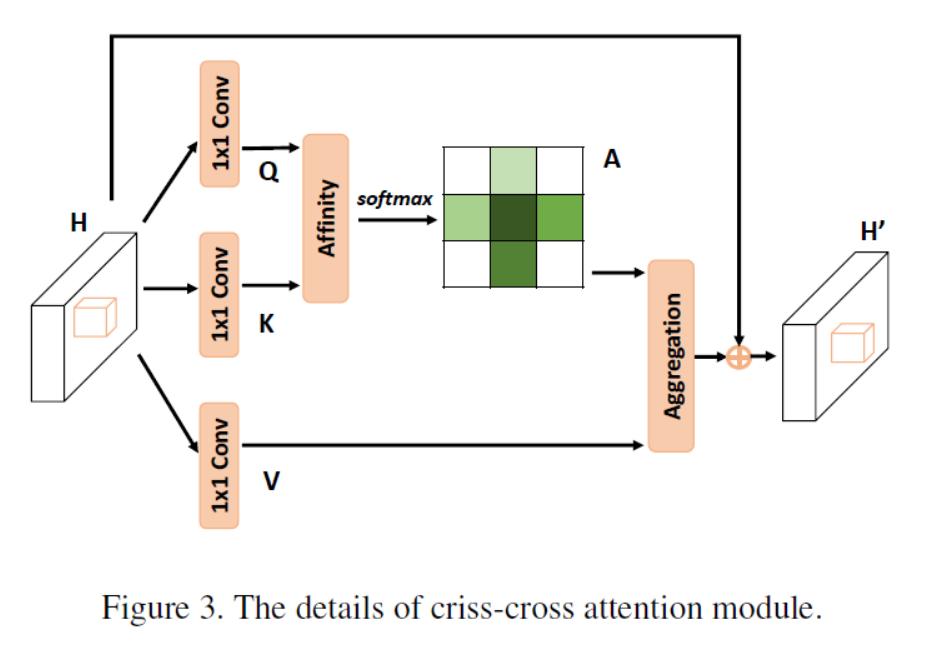 1x1 Conv
Q
Affinity
softmax
A
H
1x1 Conv
K
H’
Aggregation
1x1 Conv
V
Figure 3. The details of criss-cross attention module.